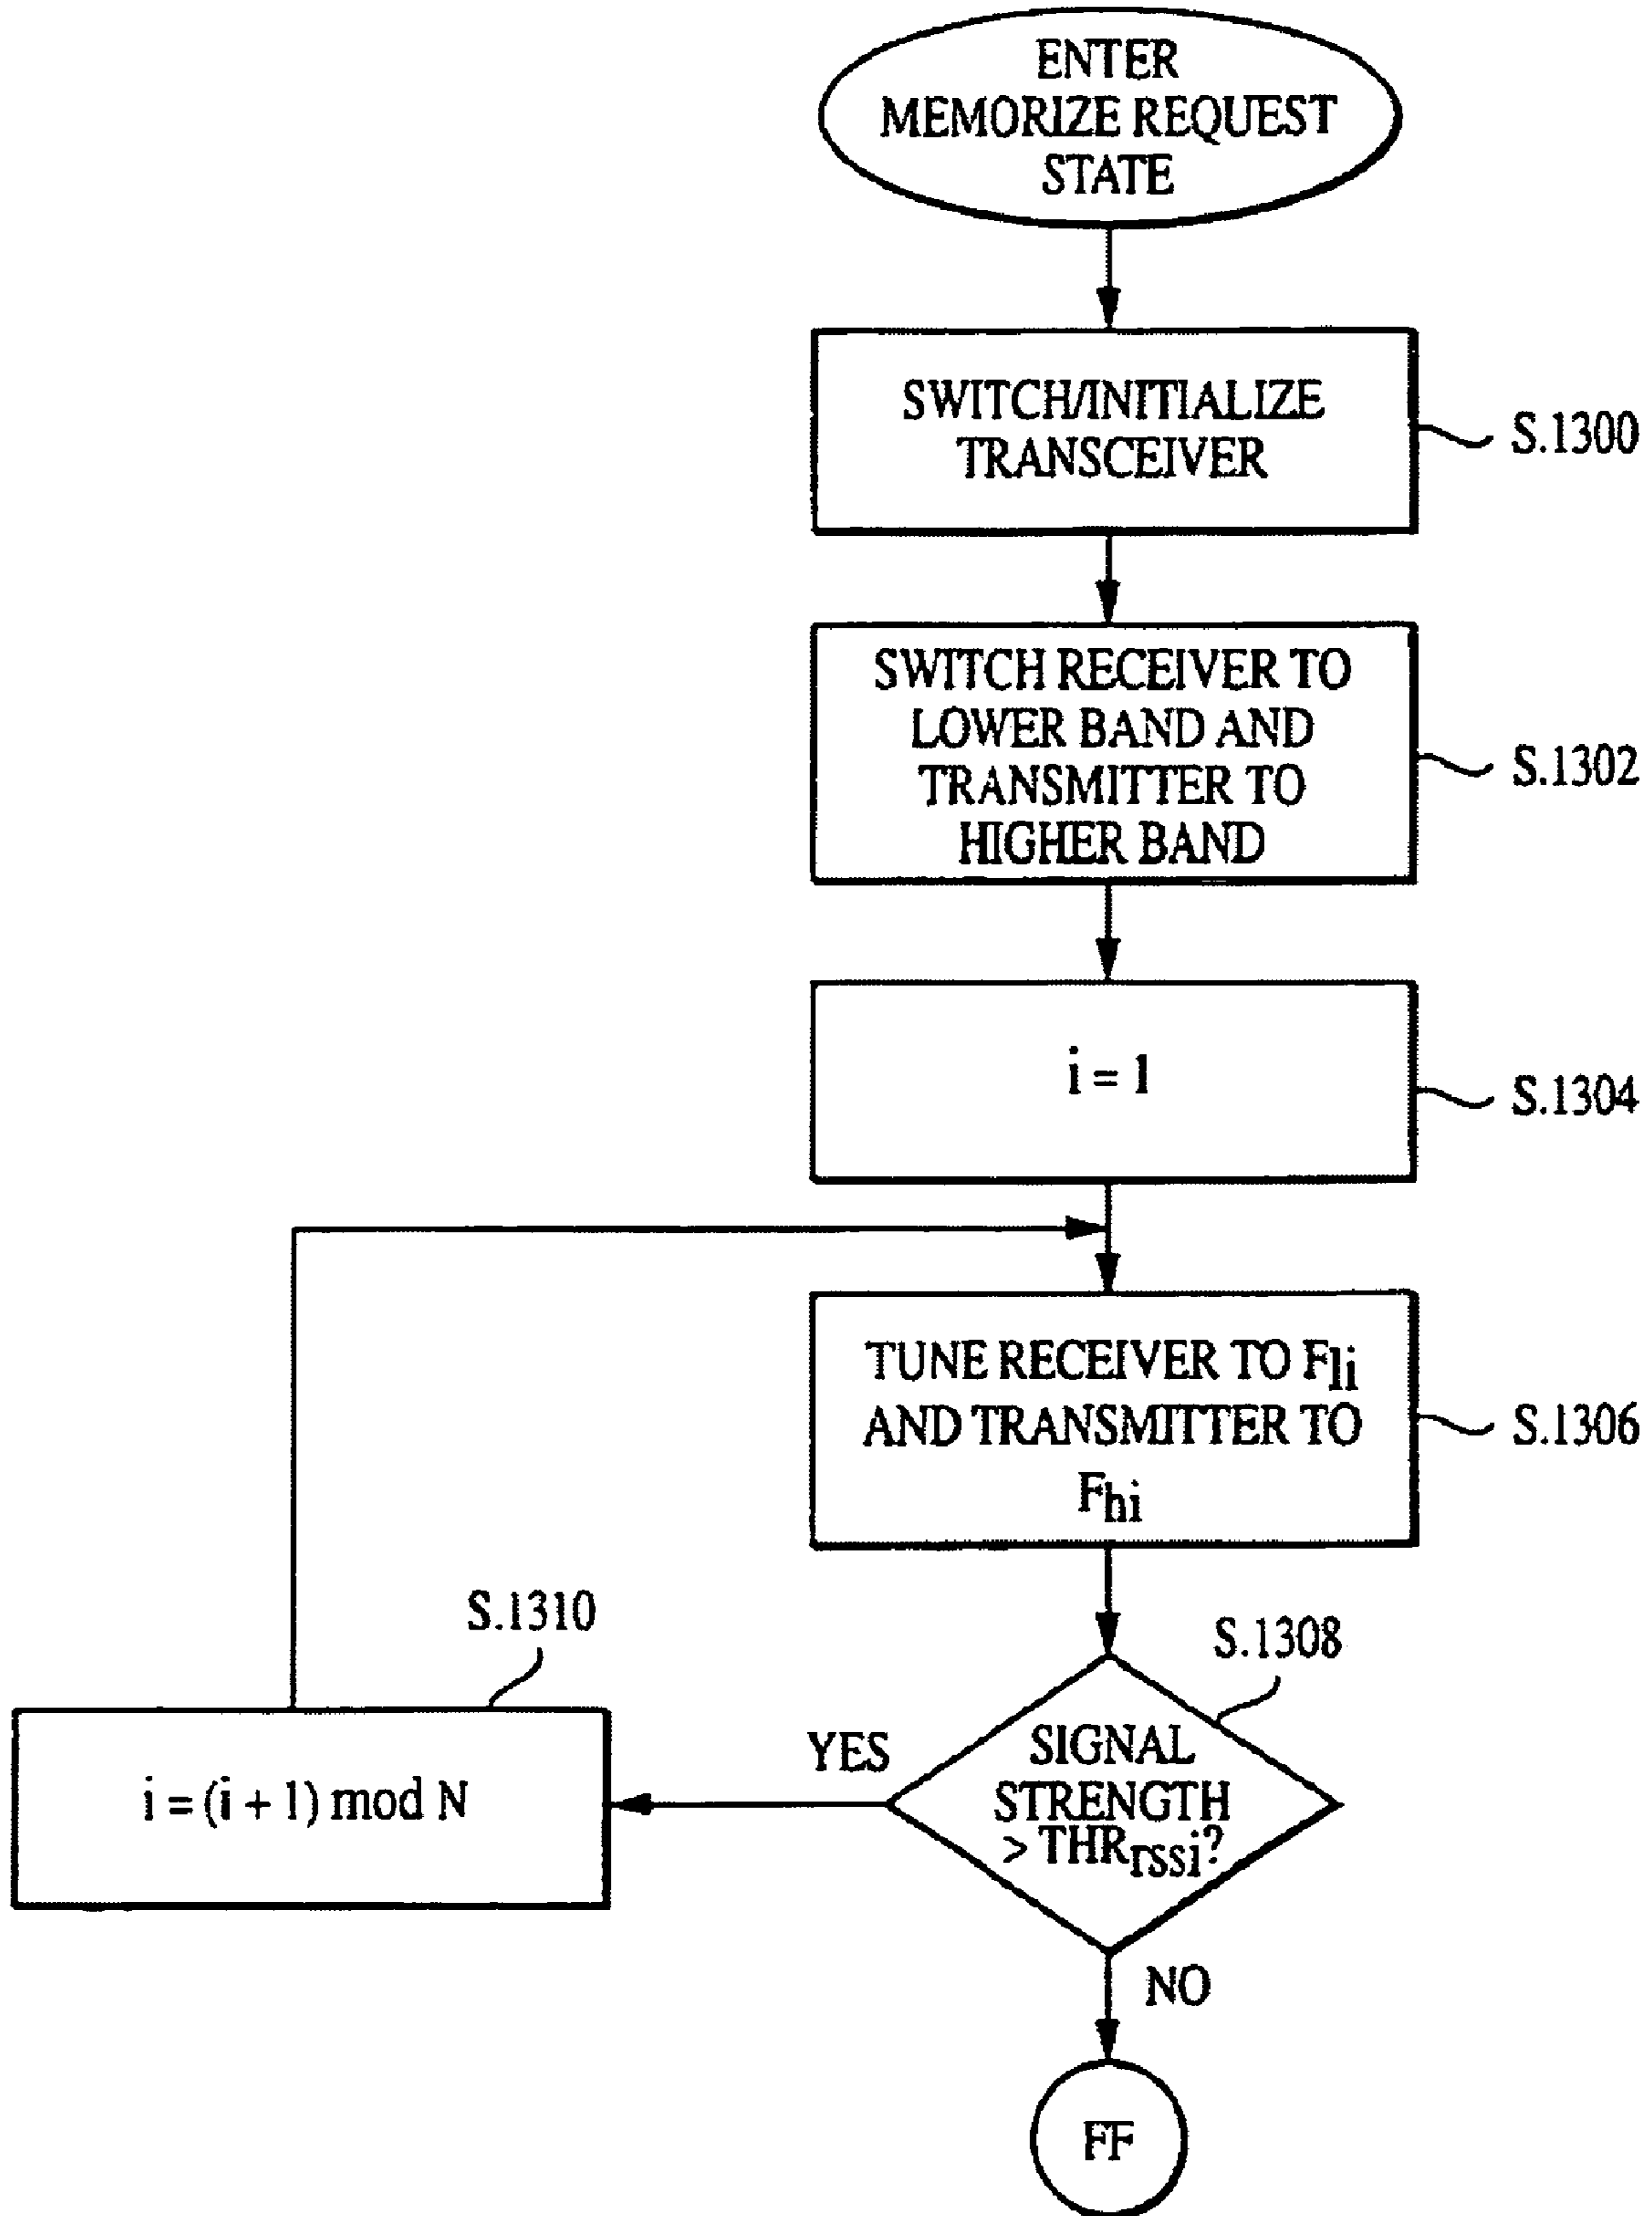 ENTER
MEMORIZE REQUEST
STATE
SWITCH/INITIALIZE
TRANSCEIVER
S.1300
SWITCH RECEIVER TO
LOWER BAND AND
TRANSMITTER TO
HIGHER BAND
S.1302
i = 1
S.1304
TUNE RECEIVER TO Fli
AND TRANSMITTER TO
Fhi
S.1306
S.1310
i = (i + 1) mod N
YES
S.1308
SIGNAL
STRENGTH
> THRrssi?
NO
FF